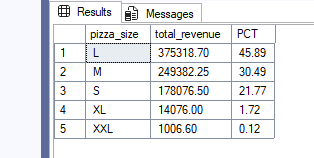 Results Messages
pizza_size total_revenue PCT
1 L 375318.70 45.89
2 M 249382.25 30.49
3 S 178076.50 21.77
4 XL 14076.00 1.72
5 XXL 1006.60 0.12